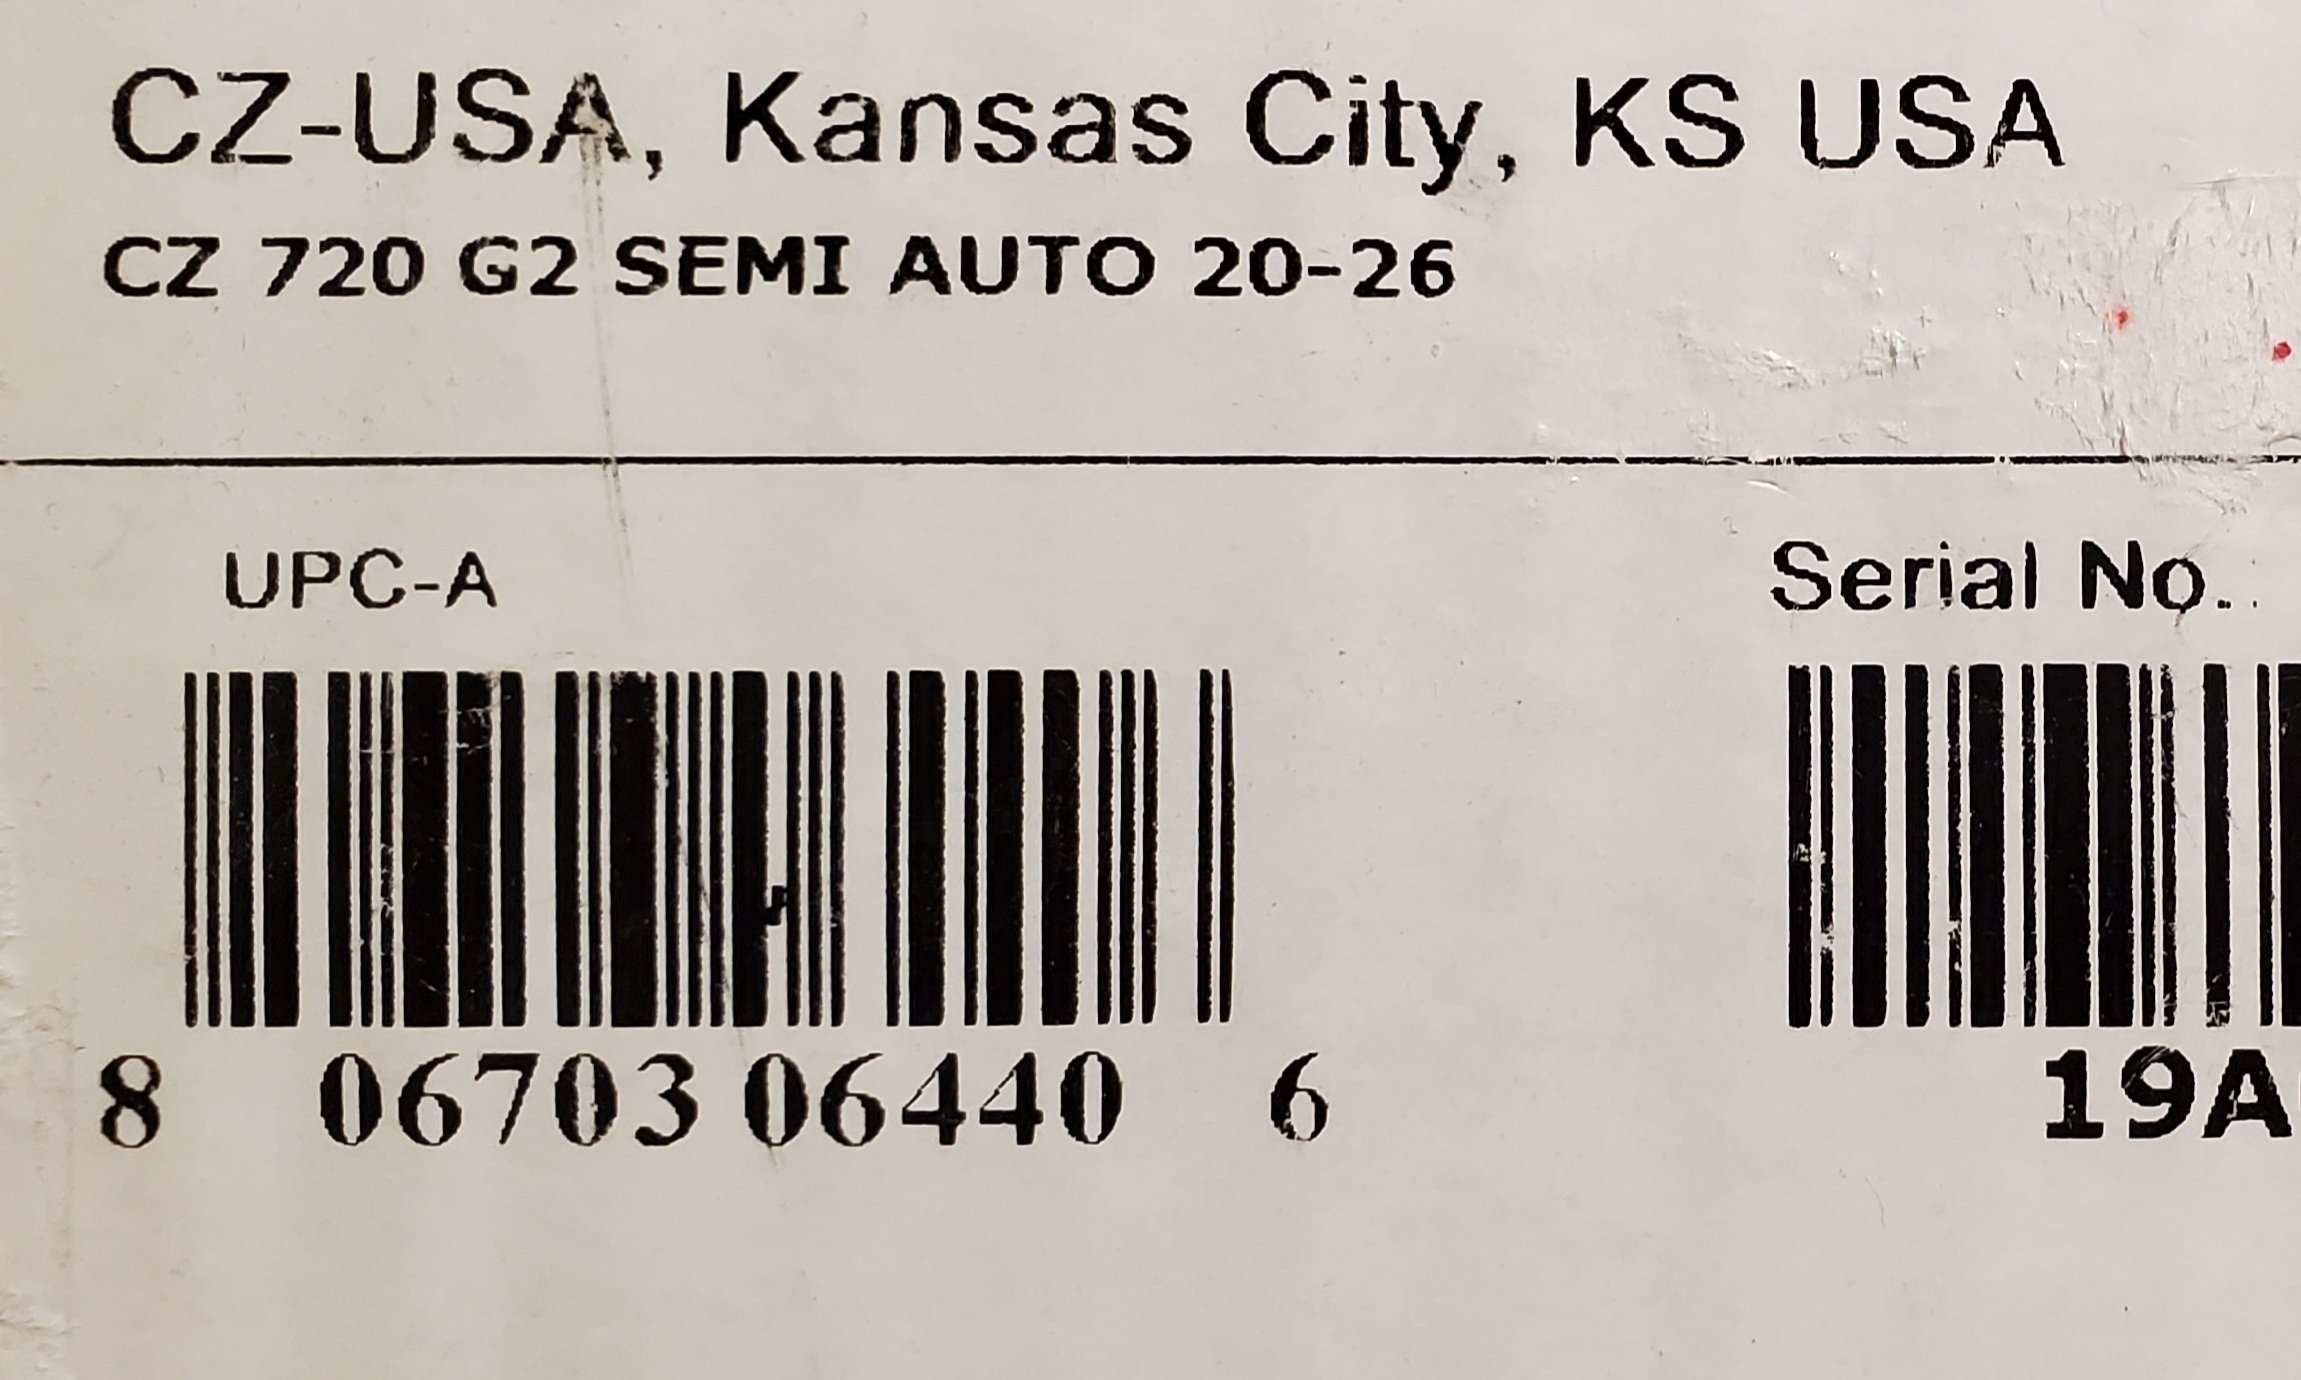 CZ-USA, Kansas City, KS USA
CZ 720 G2 SEMI AUTO 20-26
UPC-A
Serial No..
8 06703 06440 6
19A